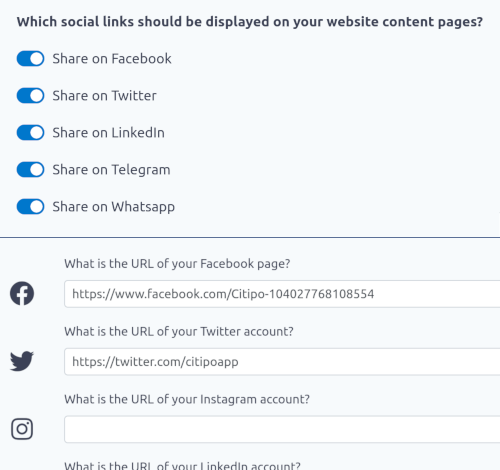 Which social links should be displayed on your website content pages?
Share on Facebook
Share on Twitter
Share on LinkedIn
Share on Telegram
Share on Whatsapp
What is the URL of your Facebook page?
https://www.facebook.com/Citipo-104027768108554
What is the URL of your Twitter account?
https://twitter.com/citipoapp
What is the URL of your Instagram account?
What is the URL of your LinkedIn account?